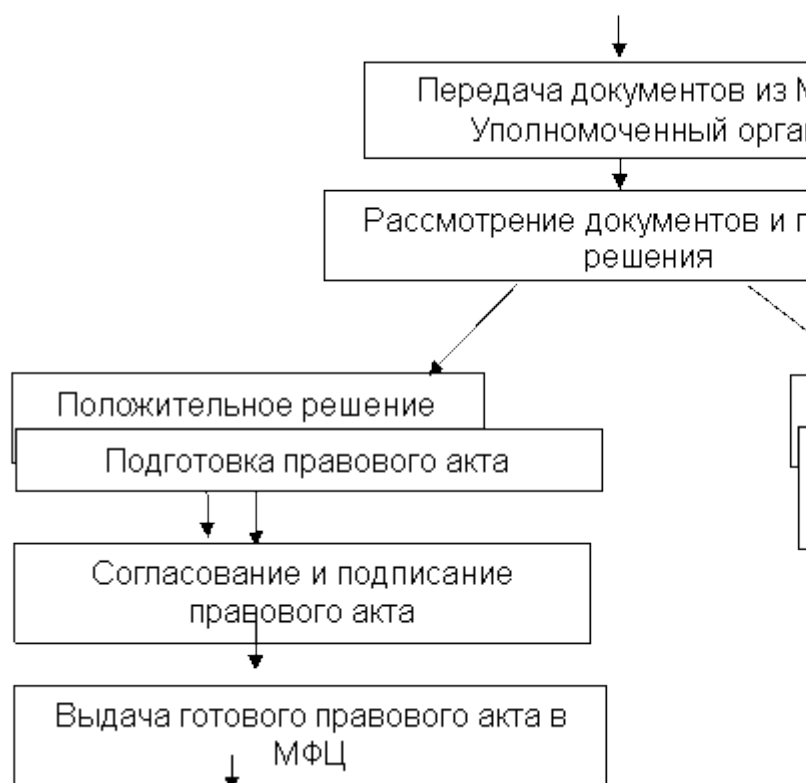 Передача документов из
Уполномоченный
Рассмотрение документов и
решения
Положительное решение
Подготовка правового акта
Согласование и подписание
правового акта
Выдача готового правового акта в
МФЦ